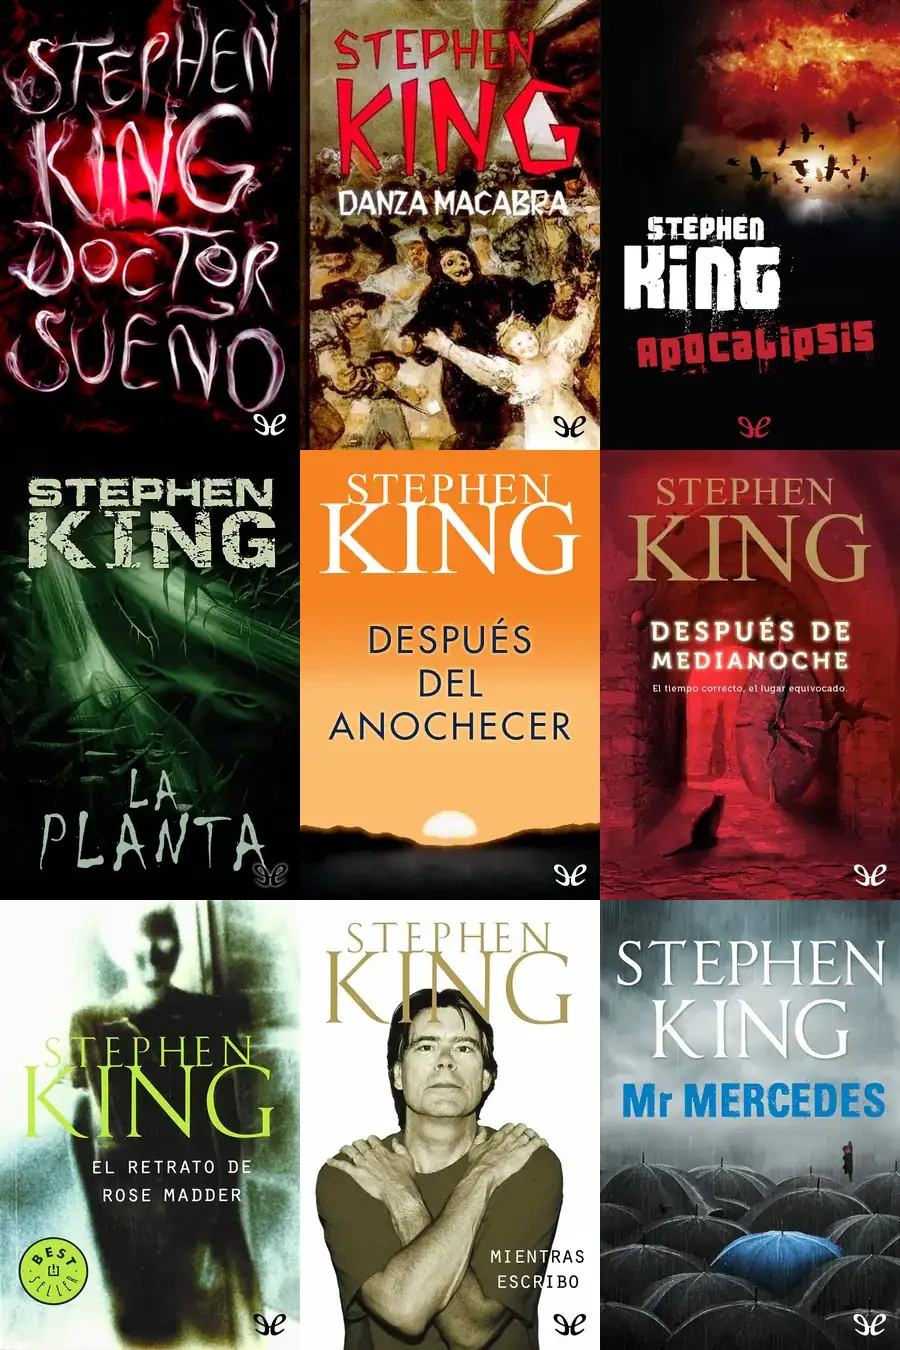 STEPHEN
KING
DOCTOR
SUEÑO
STEPHEN
KING
DANZA MACABRA
STEPHEN
KING
APOCALIPSIS
STEPHEN
KING
LA
PLANTA
STEPHEN
KING
DESPUÉS
DEL
ANOCHECER
STEPHEN
KING
DESPUÉS DE
MEDIANOCHE
El tiempo correcto, el lugar equivocado.
STEPHEN
KING
EL RETRATO DE
ROSE MADDER
BEST
SELLER
STEPHEN
KING
MIENTRAS
ESCRIBO
STEPHEN
KING
Mr MERCEDES